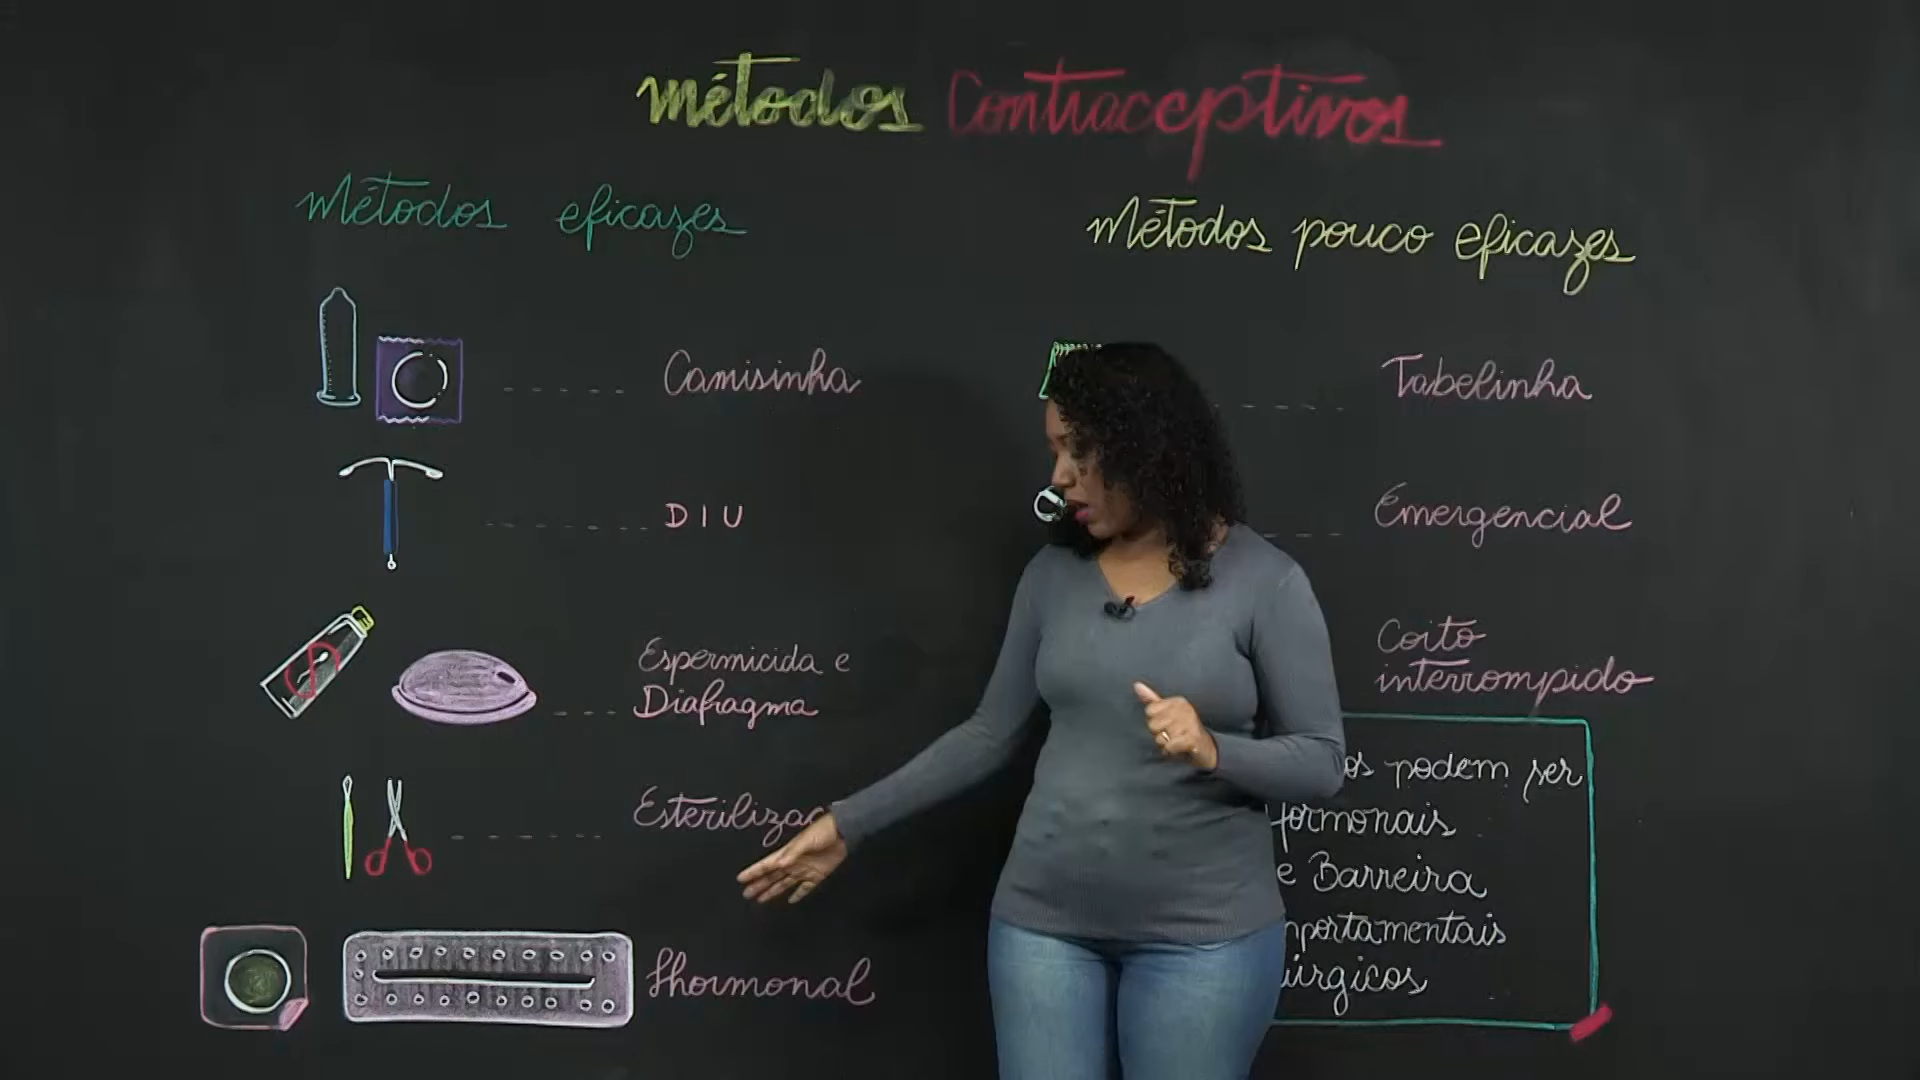 Métodos Contraceptivos
Métodos eficazes
Camisinha
DIU
Espermicida e
Diafragma
Hormonal
Métodos pouco eficazes
Tabelinha
Emergencial
Coito
interrompido
podem ser
Hormonais
Barreira